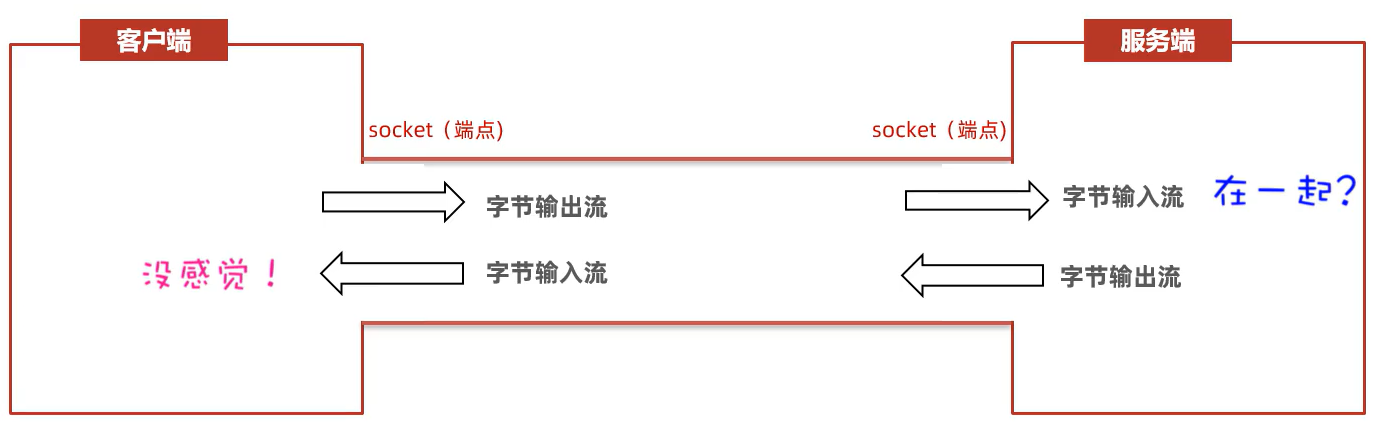 客户端
服务端
socket（端点)
socket（端点)
字节输出流
字节输入流
在一起?
没感觉！
字节输入流
字节输出流